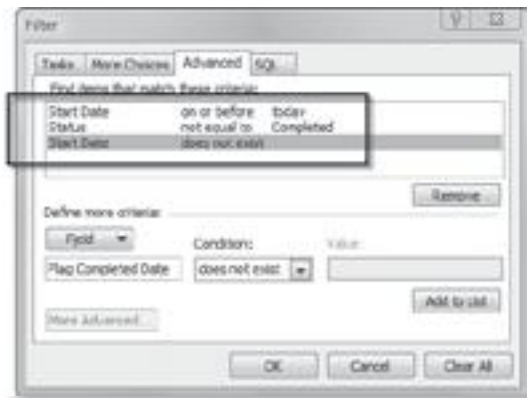 Filter
Tasks More Choices Advanced SQL
Find items that match these criteria:
Start Date on or before today
Status not equal to Completed
Start Date does not exist
Remove
Define more criteria:
Field
Condition:
Value:
Flag Completed Date does not exist
Add to List
More Advanced...
OK Cancel Clear All